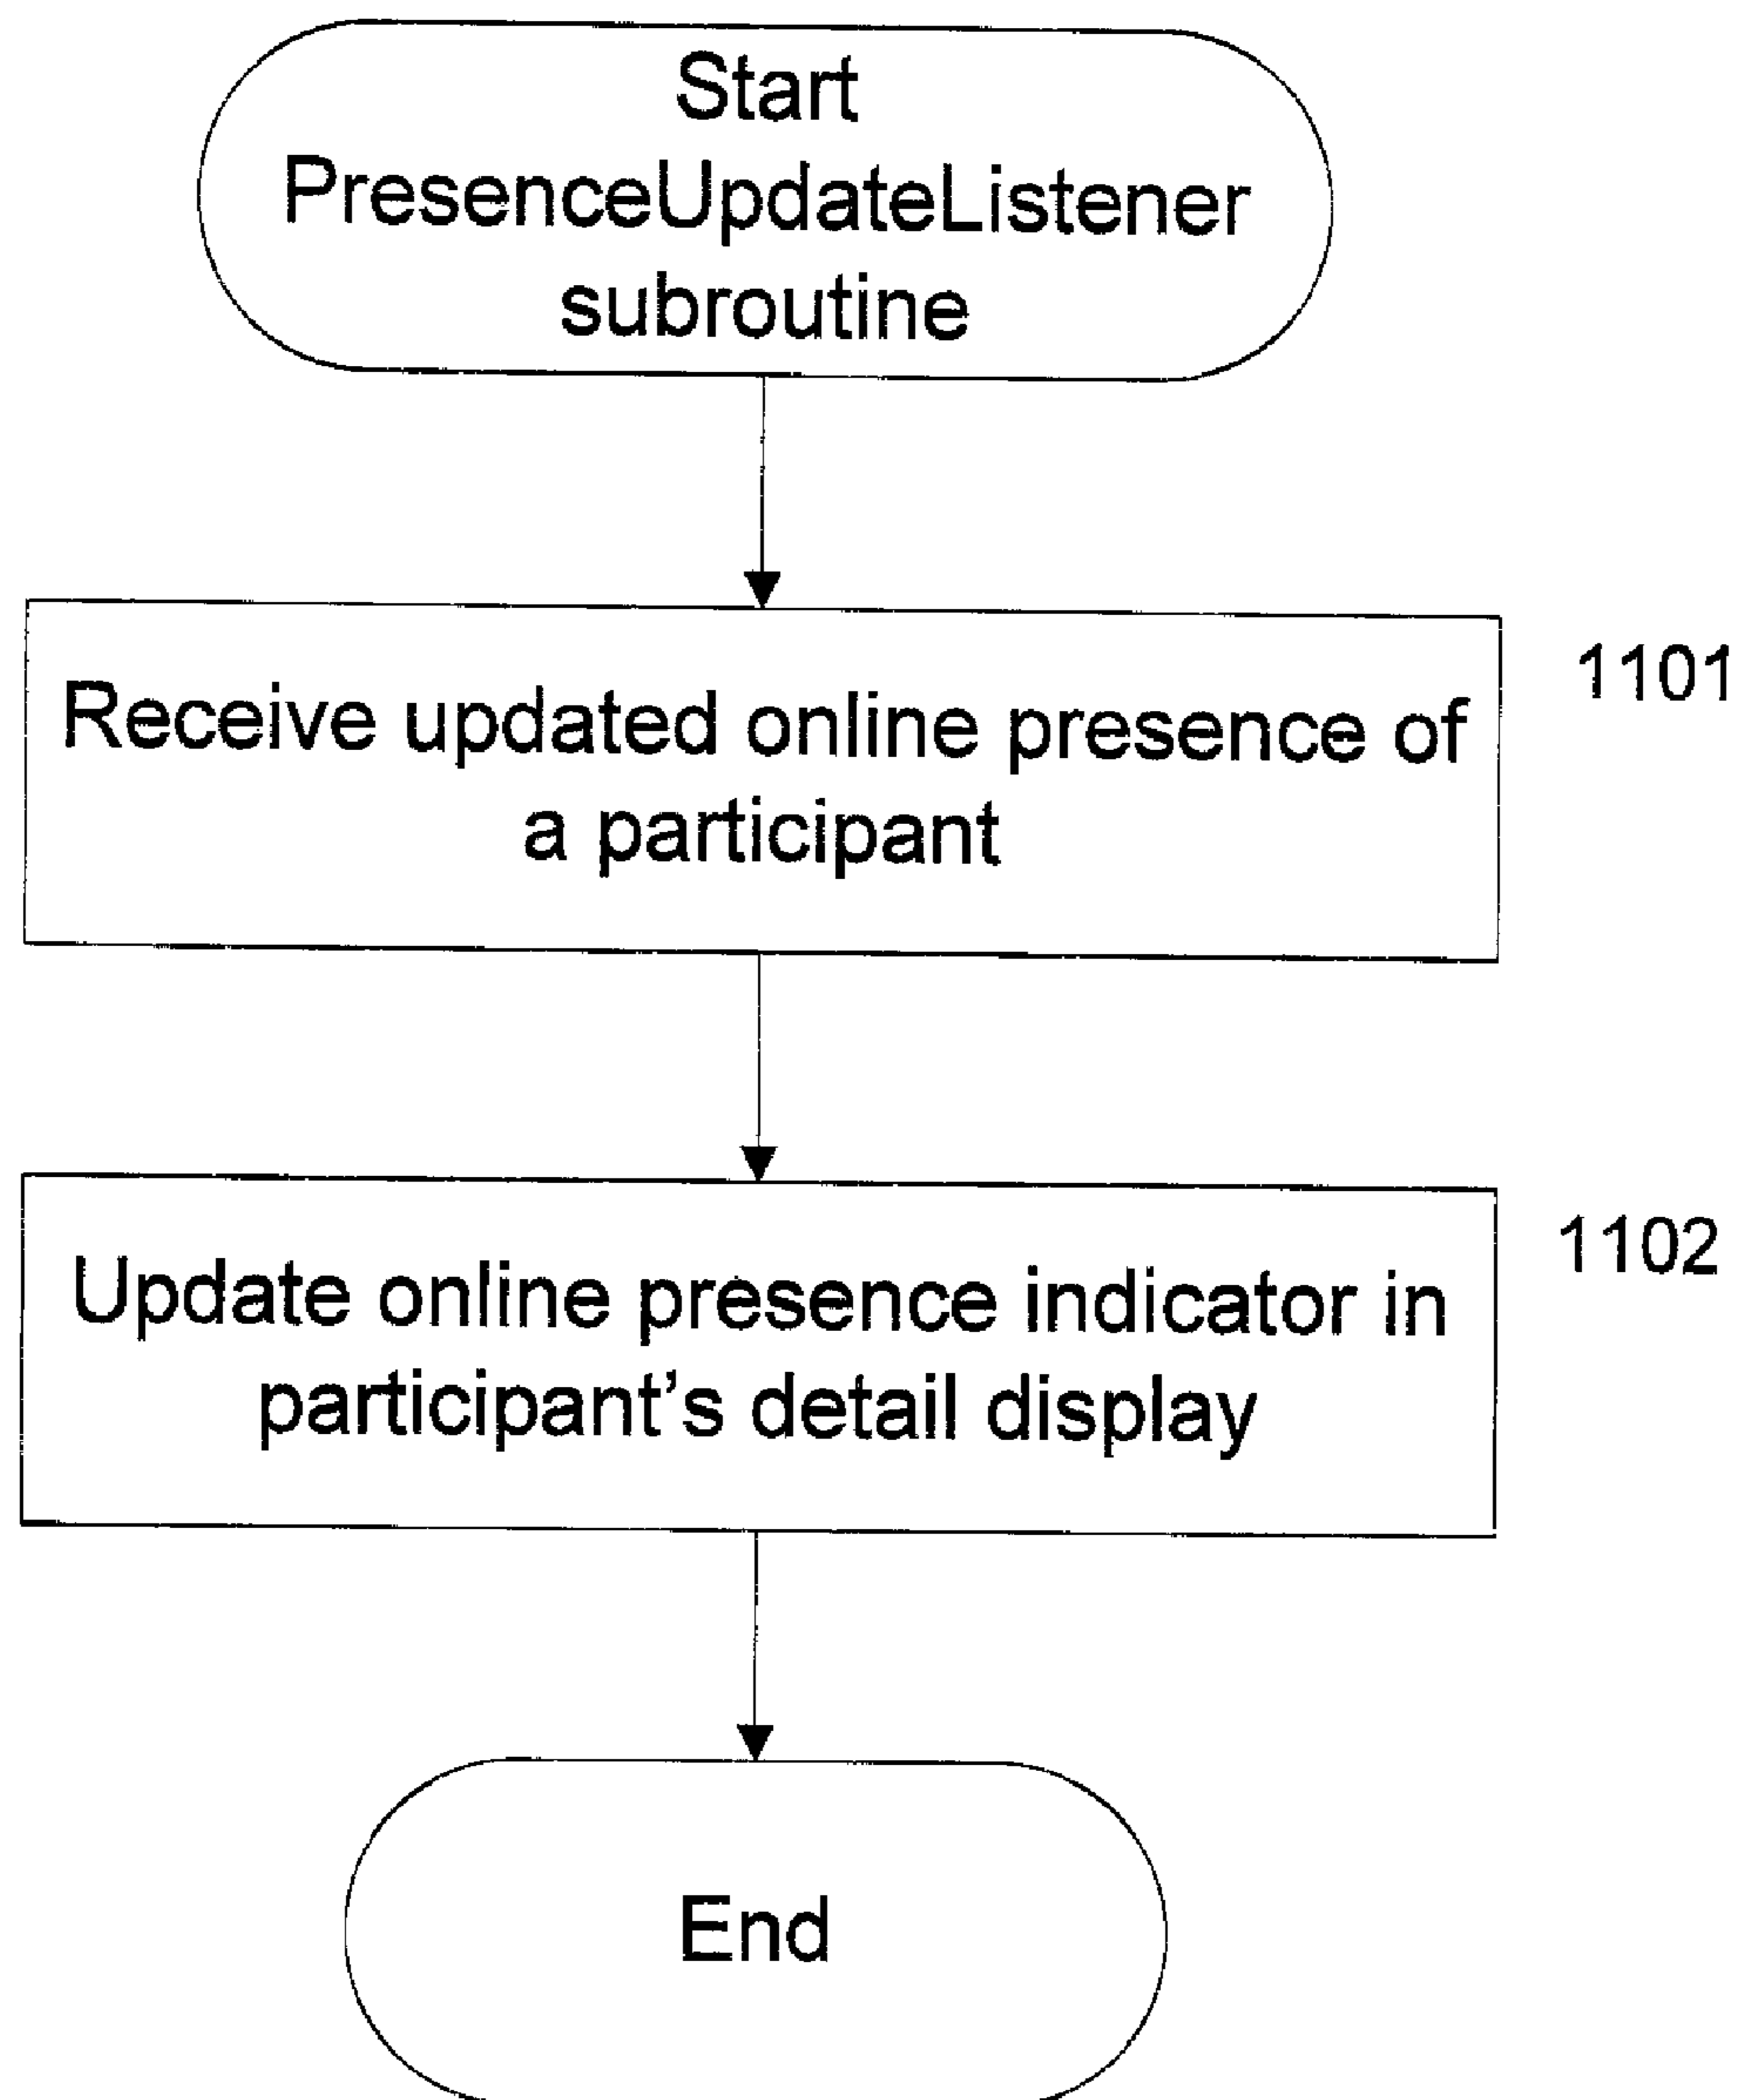 Start
PresenceUpdateListener
subroutine
1101
Receive updated online presence of
a participant
1102
Update online presence indicator in
participant's detail display
End